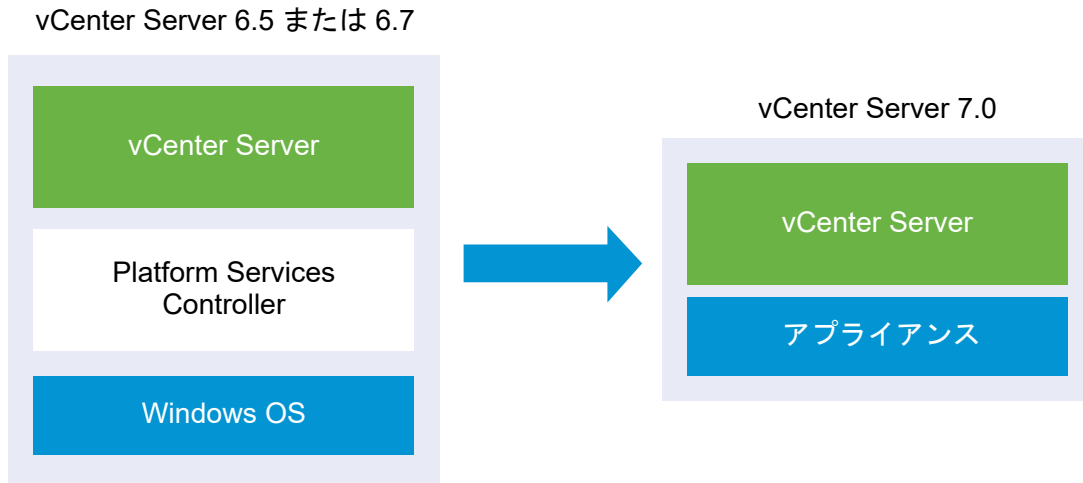 vCenter Server 6.5 または 6.7
vCenter Server
Platform Services
Controller
Windows OS
vCenter Server 7.0
vCenter Server
アプライアンス